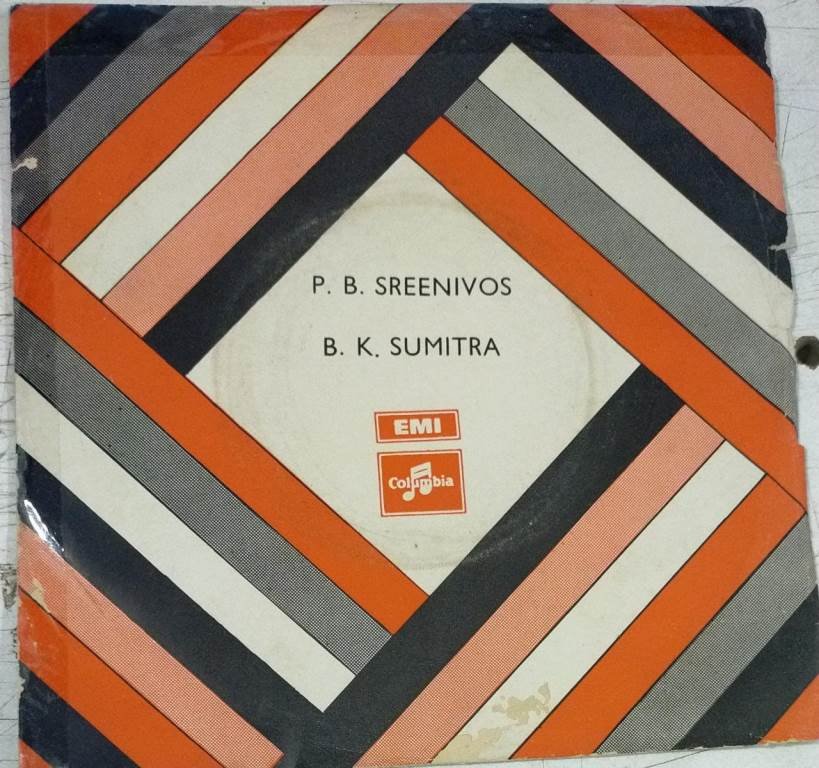 P. B. SREENIVOS
B. K. SUMITRA
EMI
Columbia